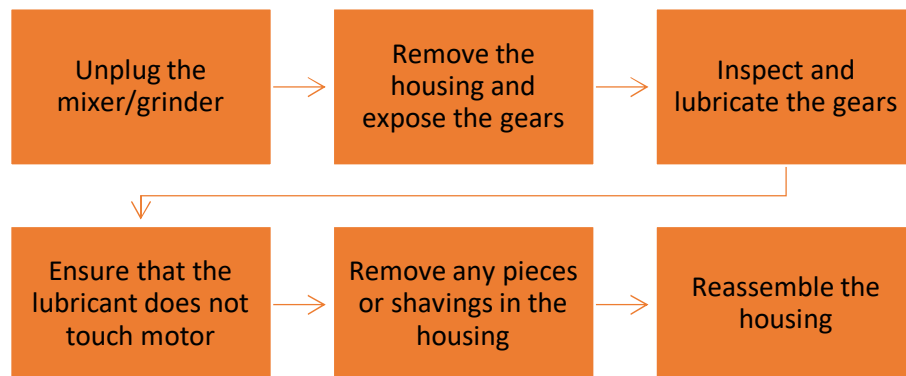 Unplug the
mixer/grinder
Remove the
housing and
expose the gears
Inspect and
lubricate the gears
Ensure that the
lubricant does not
touch motor
Remove any pieces
or shavings in the
housing
Reassemble the
housing